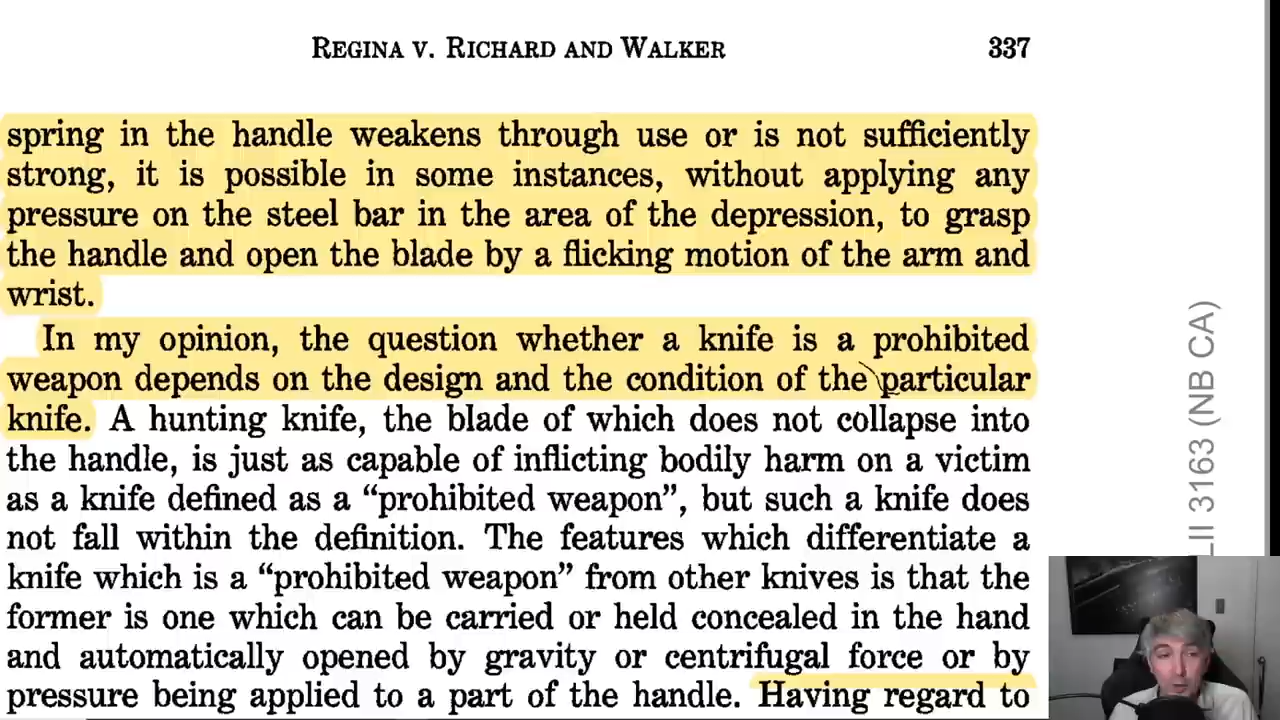 REGINA V. RICHARD AND WALKER 337
spring in the handle weakens through use or is not sufficiently
strong, it is possible in some instances, without applying any
pressure on the steel bar in the area of the depression, to grasp
the handle and open the blade by a flicking motion of the arm and
wrist.
In my opinion, the question whether a knife is a prohibited
weapon depends on the design and the condition of the particular
knife. A hunting knife, the blade of which does not collapse into
the handle, is just as capable of inflicting bodily harm on a victim
as a knife defined as a “prohibited weapon”, but such a knife does
not fall within the definition. The features which differentiate a
knife which is a “prohibited weapon” from other knives is that the
former is one which can be carried or held concealed in the hand
and automatically opened by gravity or centrifugal force or by
pressure being applied to a part of the handle. Having regard to
LII 3163 (NB CA)